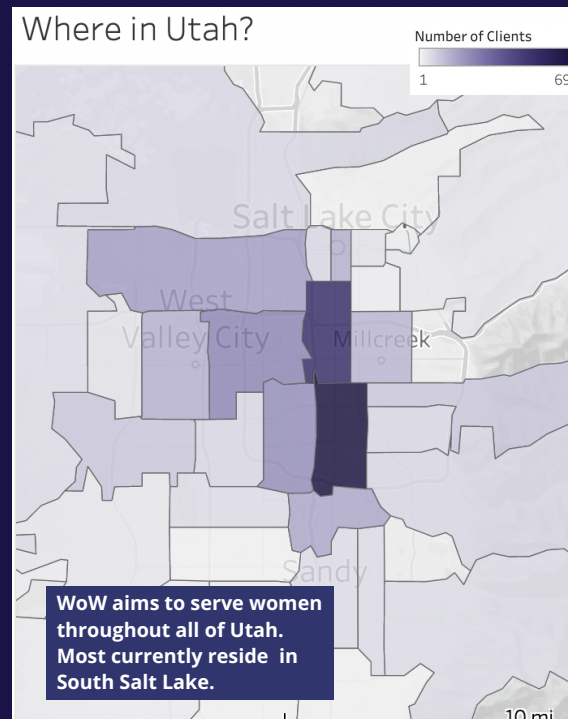 Where in Utah?
Number of Clients
1
69
Salt Lake City
West
Valley City
Millcreek
Sandy
WoW aims to serve women
throughout all of Utah.
Most currently reside in
South Salt Lake.
10 mi